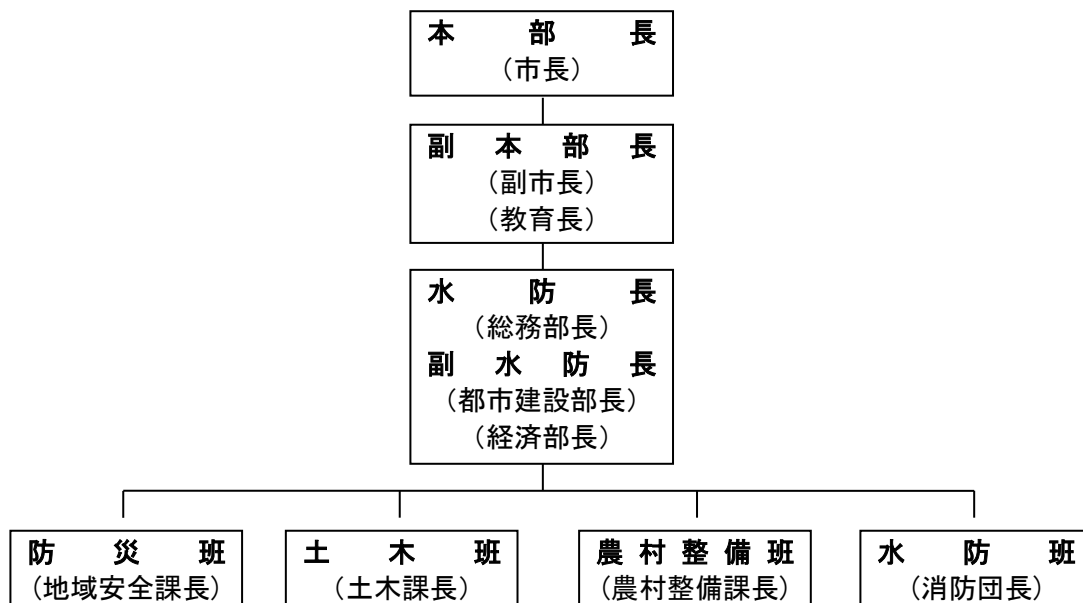 本部長
（市長）
副本部長
（副市長）
（教育長）
水防長
（総務部長）
副水防長
（都市建設部長）
（経済部長）
防災班
（地域安全課長）
土木班
（土木課長）
農村整備班
（農村整備課長）
水防班
（消防団長）